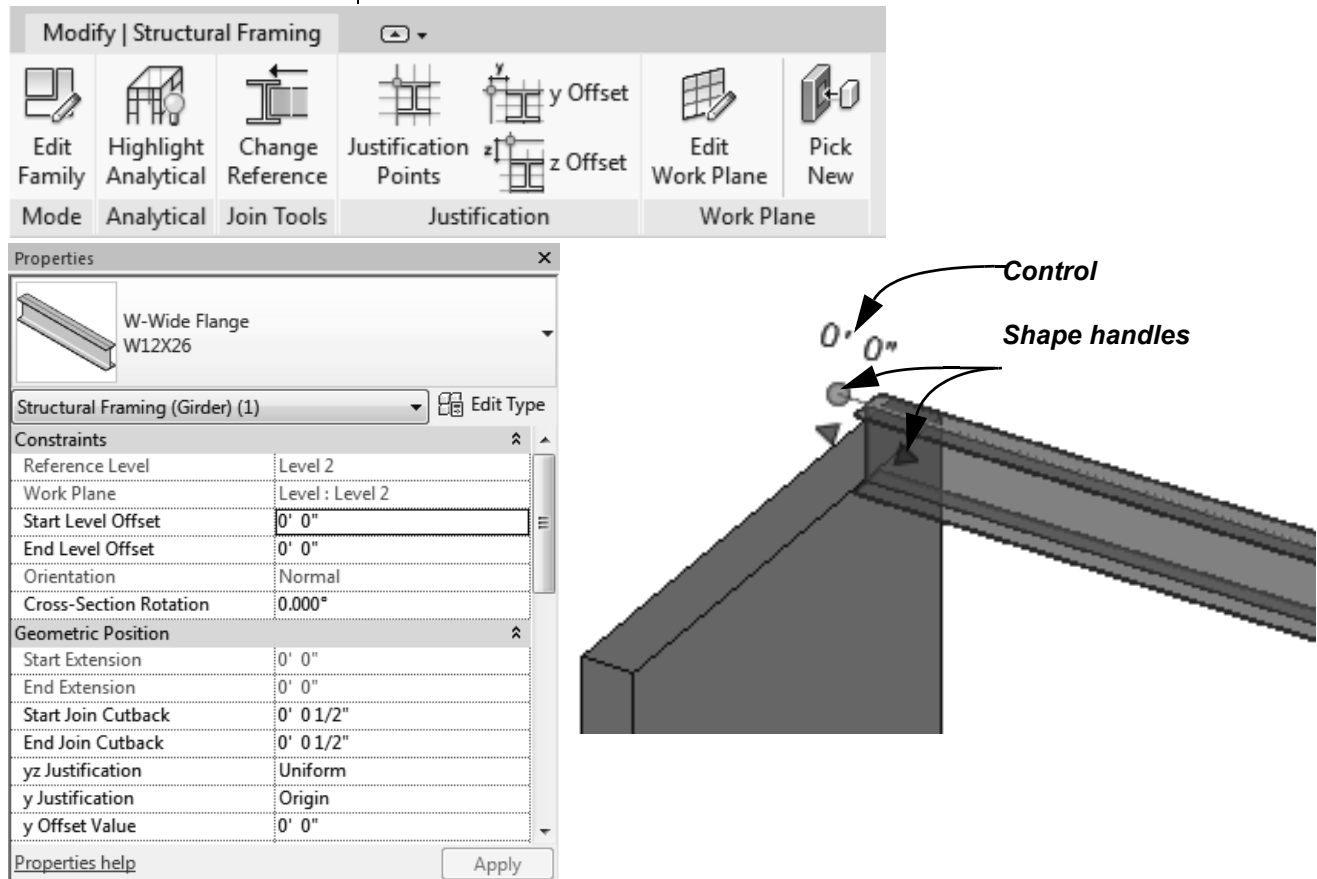 Modify | Structural Framing
Edit Family
Highlight Analytical
Change Reference
Justification Points
y
y Offset
z
z Offset
Edit Work Plane
Pick New
Mode
Analytical
Join Tools
Justification
Work Plane
Properties
W-Wide Flange
W12X26
Structural Framing (Girder) (1)
Edit Type
Constraints
Reference Level Level 2
Work Plane Level : Level 2
Start Level Offset 0' 0"
End Level Offset 0' 0"
Orientation Normal
Cross-Section Rotation 0.000°
Geometric Position
Start Extension 0' 0"
End Extension 0' 0"
Start Join Cutback 0' 0 1/2"
End Join Cutback 0' 0 1/2"
yz Justification Uniform
y Justification Origin
y Offset Value 0' 0"
Properties help
Apply
Control
0' 0"
Shape handles